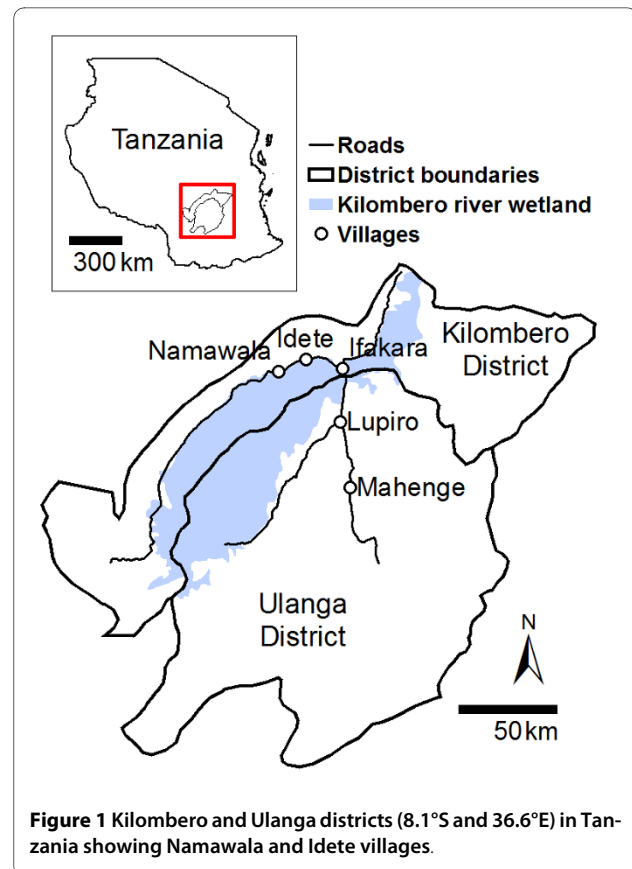 Tanzania
300 km
Roads
District boundaries
Kilombero river wetland
Villages
Namawala
Idete
Ifakara
Kilombero
District
Lupiro
Mahenge
Ulanga
District
N
50 km
Figure 1 Kilombero and Ulanga districts (8.1°S and 36.6°E) in Tan-
zania showing Namawala and Idete villages.